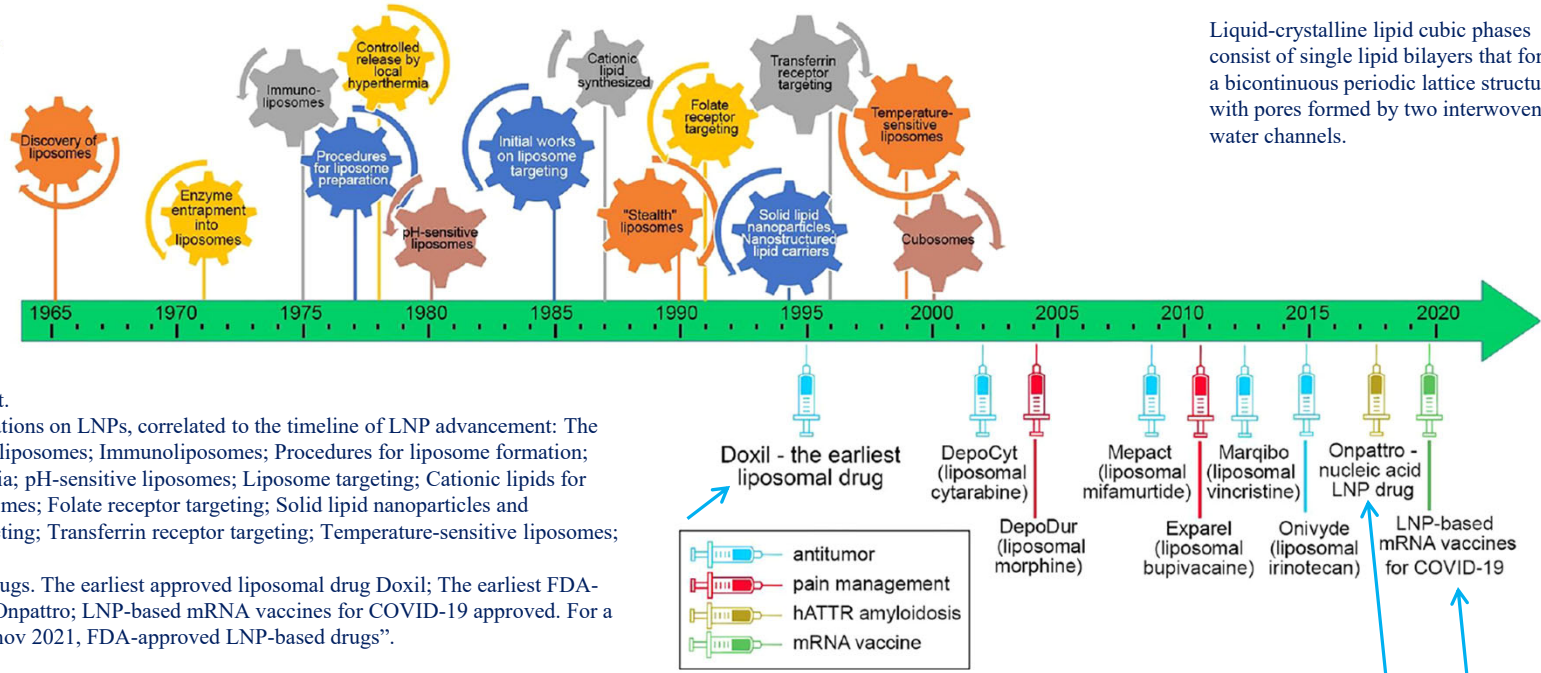 Discovery of
liposomes
Enzyme
entrapment
into
liposomes
Immuno-
liposomes
Controlled
release by
local
hyperthermia
Procedures
for liposome
preparation
pH-sensitive
liposomes
Initial works
on liposome
targeting
Cationic
lipid
synthesized
"Stealth"
liposomes
Folate
receptor
targeting
Solid lipid
nanoparticles,
Nanostructured
lipid carriers
Transferrin
receptor
targeting
Temperature-
sensitive
liposomes
Cubosomes
Liquid-crystalline lipid cubic phases
consist of single lipid bilayers that
a bicontinuous periodic lattice
with pores formed by two interwoven
water channels.
1965 1970 1975 1980 1985 1990 1995 2000 2005 2010 2015 2020
on LNPs, correlated to the timeline of LNP advancement: The
liposomes; Immunoliposomes; Procedures for liposome formation;
pH-sensitive liposomes; Liposome targeting; Cationic lipids for
Folate receptor targeting; Solid lipid nanoparticles and
Transferrin receptor targeting; Temperature-sensitive liposomes;
The earliest approved liposomal drug Doxil; The earliest FDA-
Onpattro; LNP-based mRNA vaccines for COVID-19 approved. For a
nov 2021, FDA-approved LNP-based drugs”.
Doxil - the earliest
liposomal drug
DepoCyt
(liposomal
cytarabine)
DepoDur
(liposomal
morphine)
Mepact
(liposomal
mifamurtide)
Exparel
(liposomal
bupivacaine)
Marqibo
(liposomal
vincristine)
Onivyde
(liposomal
irinotecan)
Onpattro -
nucleic acid
LNP drug
LNP-based
mRNA vaccines
for COVID-19
antitumor
pain management
hATTR amyloidosis
mRNA vaccine